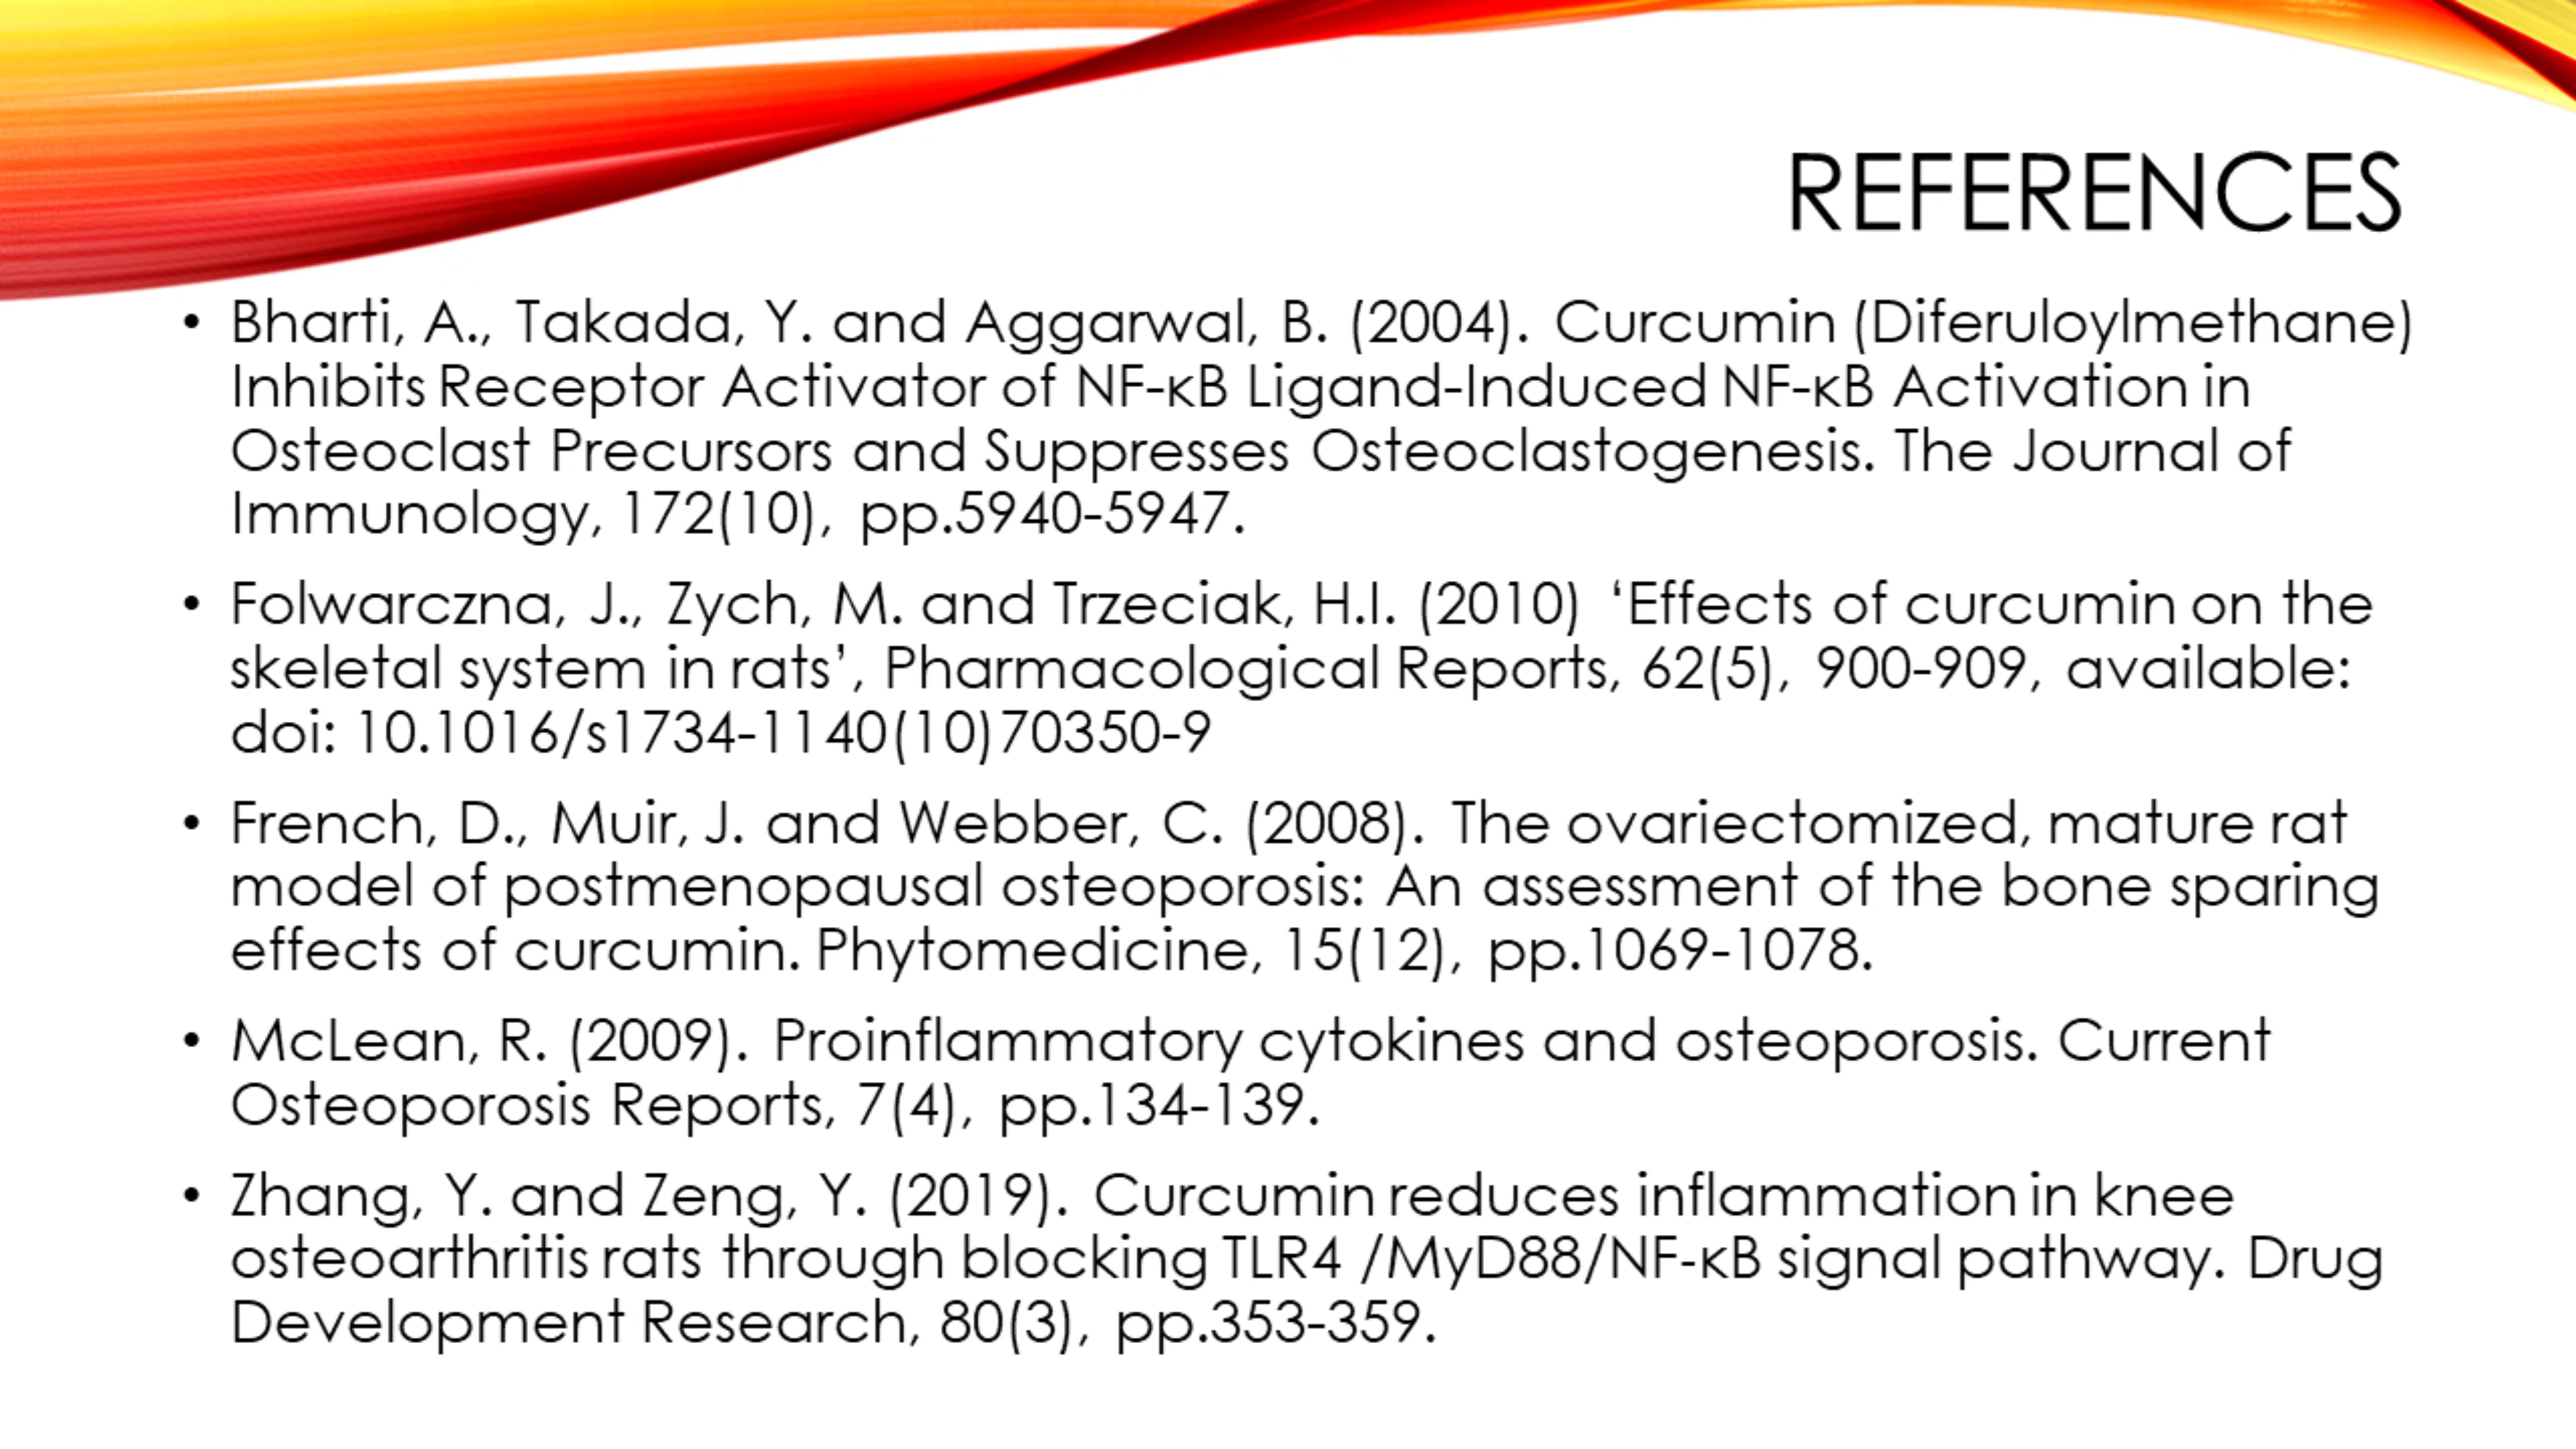 REFERENCES
• Bharti, A., Takada, Y. and Aggarwal, B. (2004). Curcumin (Diferuloylmethane)
Inhibits Receptor Activator of NF-κB Ligand-Induced NF-κB Activation in
Osteoclast Precursors and Suppresses Osteoclastogenesis. The Journal of
Immunology, 172(10), pp.5940-5947.
• Folwarczna, J., Zych, M. and Trzeciak, H.I. (2010) ‘Effects of curcumin on the
skeletal system in rats’, Pharmacological Reports, 62(5), 900-909, available:
doi: 10.1016/s1734-1140(10)70350-9
• French, D., Muir, J. and Webber, C. (2008). The ovariectomized, mature rat
model of postmenopausal osteoporosis: An assessment of the bone sparing
effects of curcumin. Phytomedicine, 15(12), pp.1069-1078.
• McLean, R. (2009). Proinflammatory cytokines and osteoporosis. Current
Osteoporosis Reports, 7(4), pp.134-139.
• Zhang, Y. and Zeng, Y. (2019). Curcumin reduces inflammation in knee
osteoarthritis rats through blocking TLR4 /MyD88/NF-κB signal pathway. Drug
Development Research, 80(3), pp.353-359.